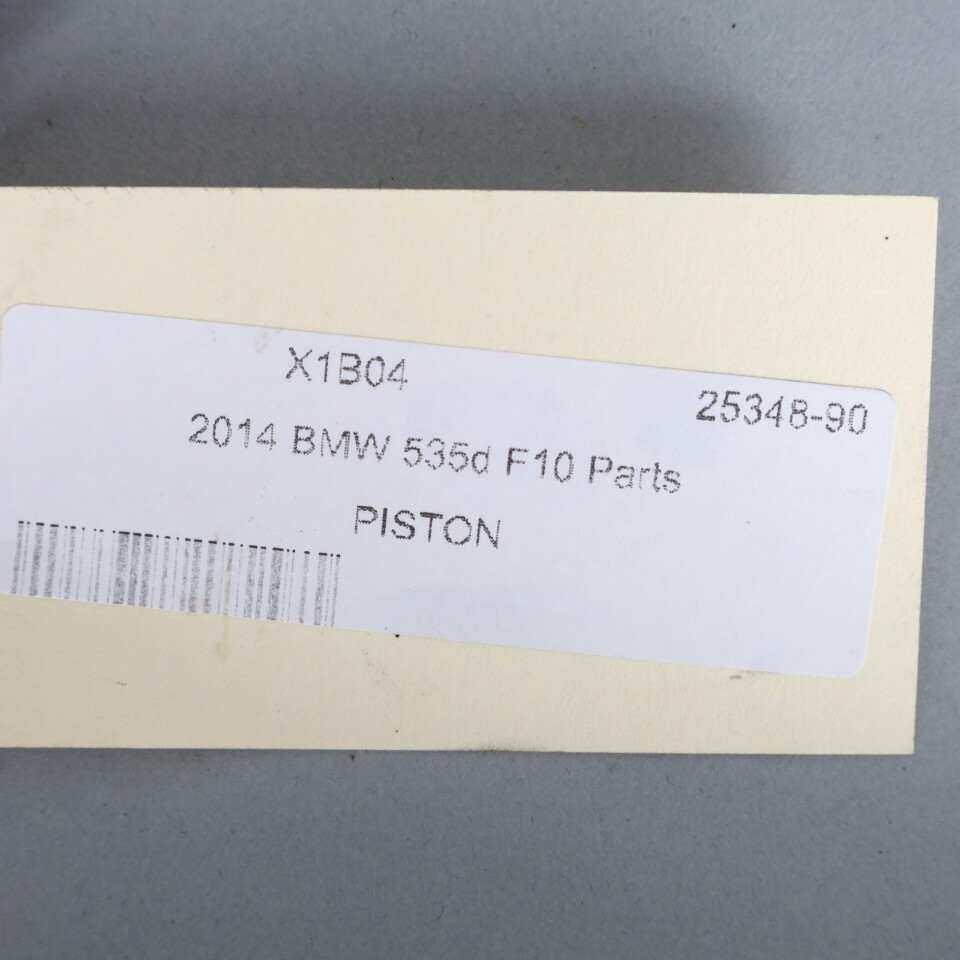 X1B04
25348-90
2014 BMW 535d F10 Parts
PISTON